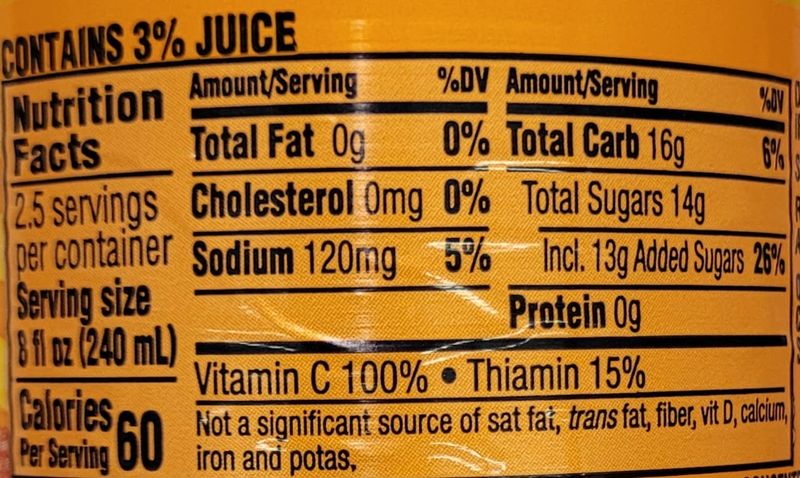 CONTAINS 3% JUICE
Nutrition
Facts
2.5 servings
per container
Serving size
8 fl oz (240 mL)
Calories 60
Per Serving
Amount/Serving %DV
Total Fat 0g 0%
Cholesterol 0mg 0%
Sodium 120mg 5%
Amount/Serving %DV
Total Carb 16g 6%
Total Sugars 14g
Incl. 13g Added Sugars 26%
Protein 0g
Vitamin C 100% • Thiamin 15%
Not a significant source of sat fat, trans fat, fiber, vit D, calcium,
iron and potas.